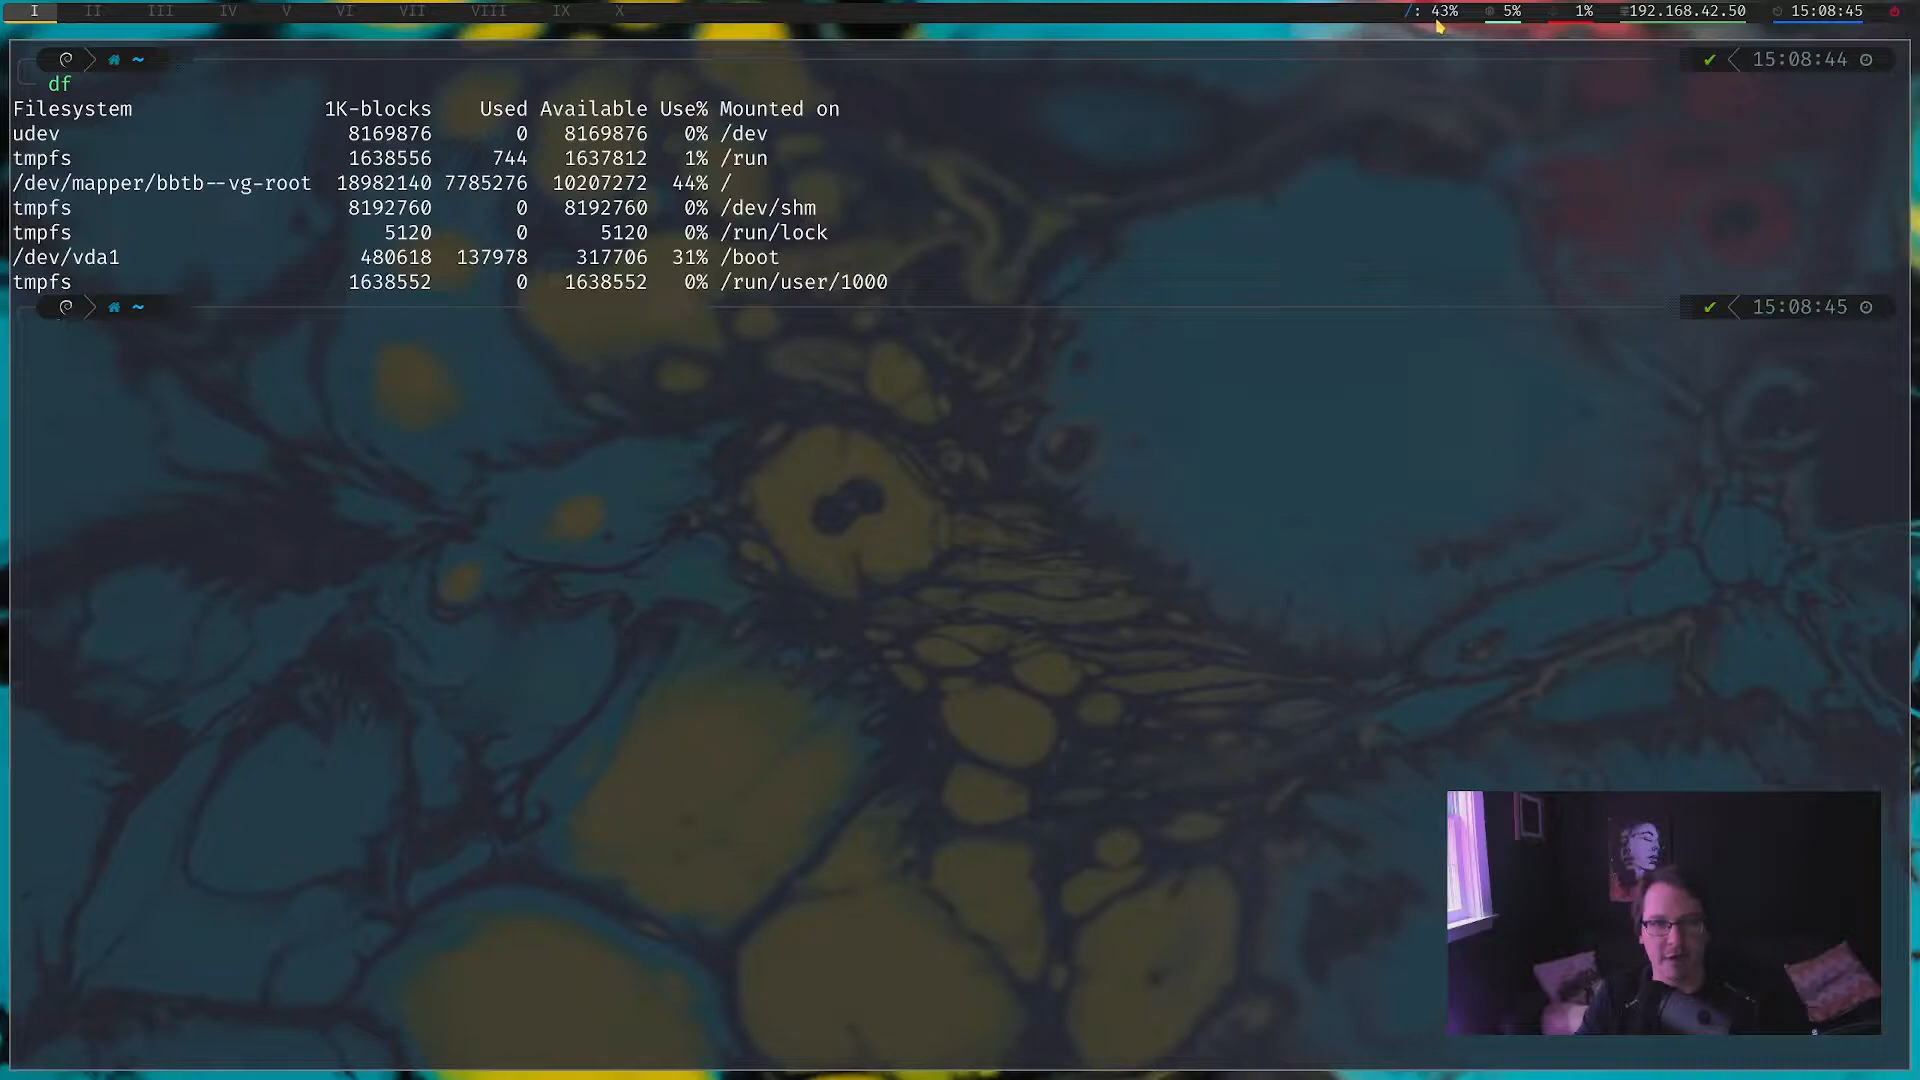 I II III IV V VI VII VIII IX X /: 43% 5% 1% 192.168.42.50 15:08:45
~ 15:08:44
df
Filesystem 1K-blocks Used Available Use% Mounted on
udev 8169876 0 8169876 0% /dev
tmpfs 1638556 744 1637812 1% /run
/dev/mapper/bbtb--vg-root 18982140 7785276 10207272 44% /
tmpfs 8192760 0 8192760 0% /dev/shm
tmpfs 5120 0 5120 0% /run/lock
/dev/vda1 480618 137978 317706 31% /boot
tmpfs 1638552 0 1638552 0% /run/user/1000
~ 15:08:45